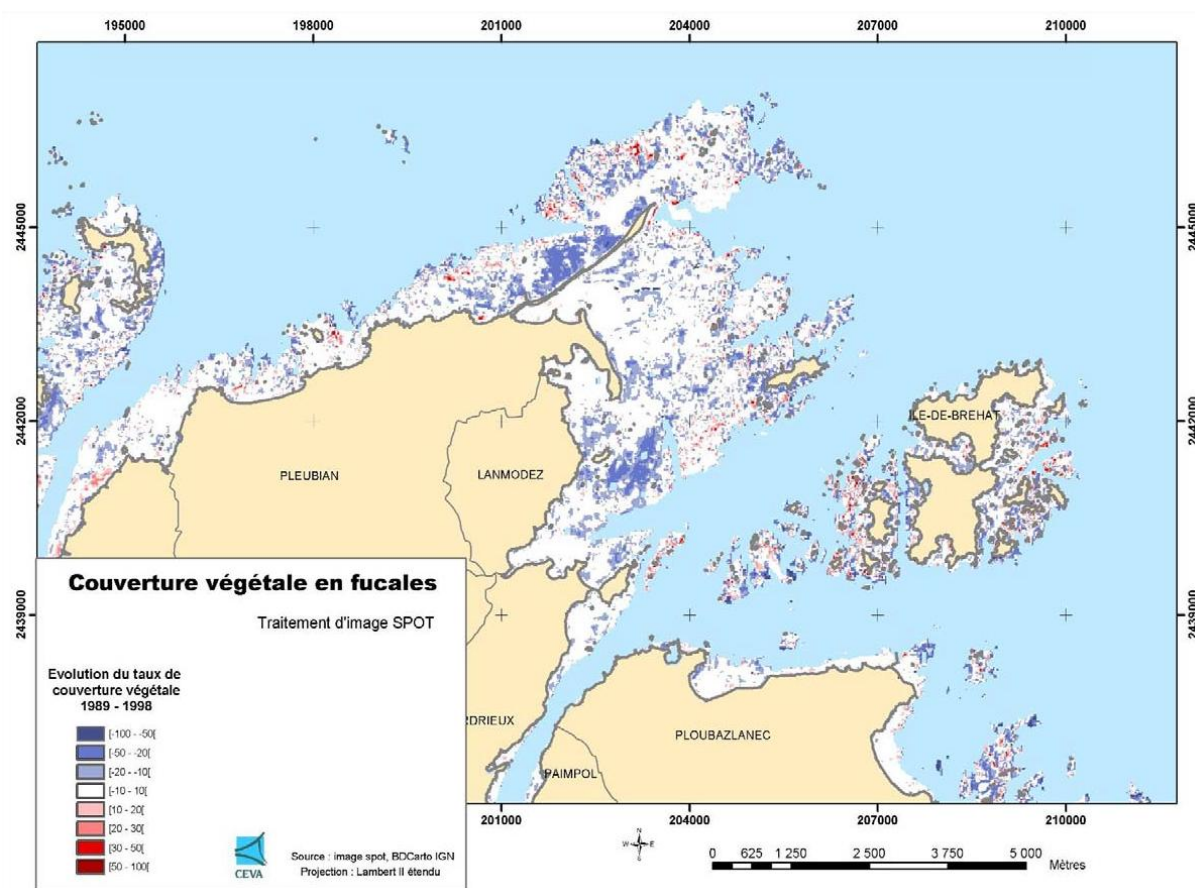 195000 198000 201000 204000 207000 210000
2445000 2445000
2442000 2442000
2439000 2439000
ILE-DE-BREHAT
PLEUBIAN
LANMODEZ
RDRIEUX
PLOUBAZLANEC
PAIMPOL
Couverture végétale en fucales
Traitement d'image SPOT
Evolution du taux de
couverture végétale
1989 - 1998
[-100 - -50[
[-50 - -20[
[-20 - -10[
[-10 - 10[
[10 - 20[
[20 - 30[
[30 - 50[
[50 - 100[
CEVA
Source : image spot, BDCarto IGN
Projection : Lambert II étendu
201000 204000 207000 210000
N
W E
S
0 625 1 250 2 500 3 750 5 000
Mètres